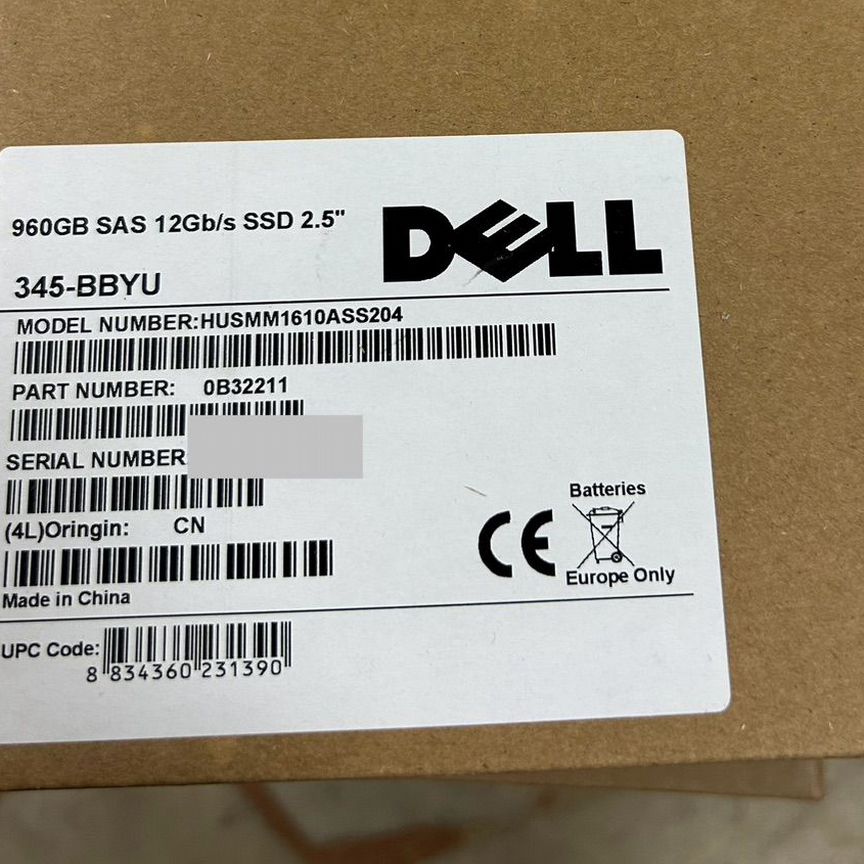 960GB SAS 12Gb/s SSD 2.5"
DELL
345-BBYU
MODEL NUMBER:HUSMM1610ASS204
PART NUMBER: 0B32211
SERIAL NUMBER
(4L)Oringin: CN
Made in China
CE
Batteries
Europe Only
UPC Code:
8 834360 231390